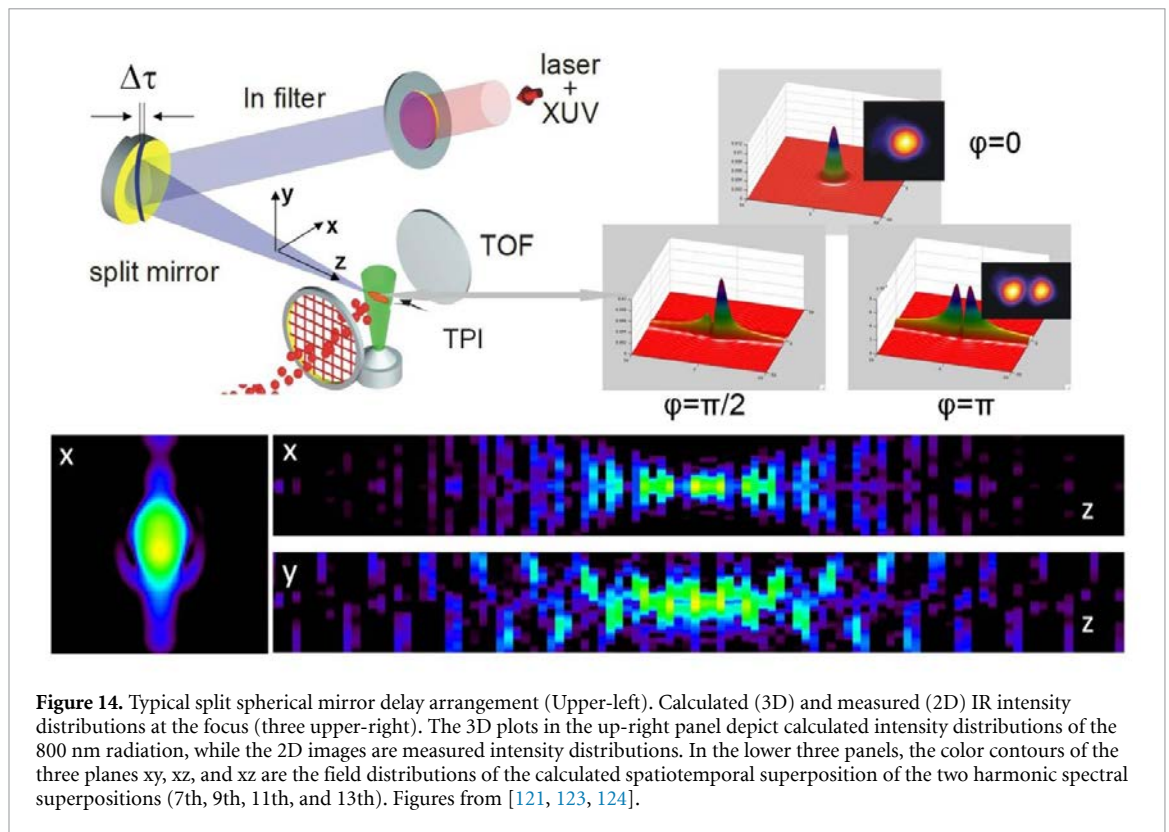 Δτ
In filter
laser
+
XUV
split mirror
y
x
z
TOF
TPI
φ=0
φ=π/2
φ=π
x
x
z
y
z
Figure 14. Typical split spherical mirror delay arrangement (Upper-left). Calculated (3D) and measured (2D) IR intensity
distributions at the focus (three upper-right). The 3D plots in the up-right panel depict calculated intensity distributions of the
800 nm radiation, while the 2D images are measured intensity distributions. In the lower three panels, the color contours of the
three planes xy, xz, and xz are the field distributions of the calculated spatiotemporal superposition of the two harmonic spectral
superpositions (7th, 9th, 11th, and 13th). Figures from [121, 123, 124].